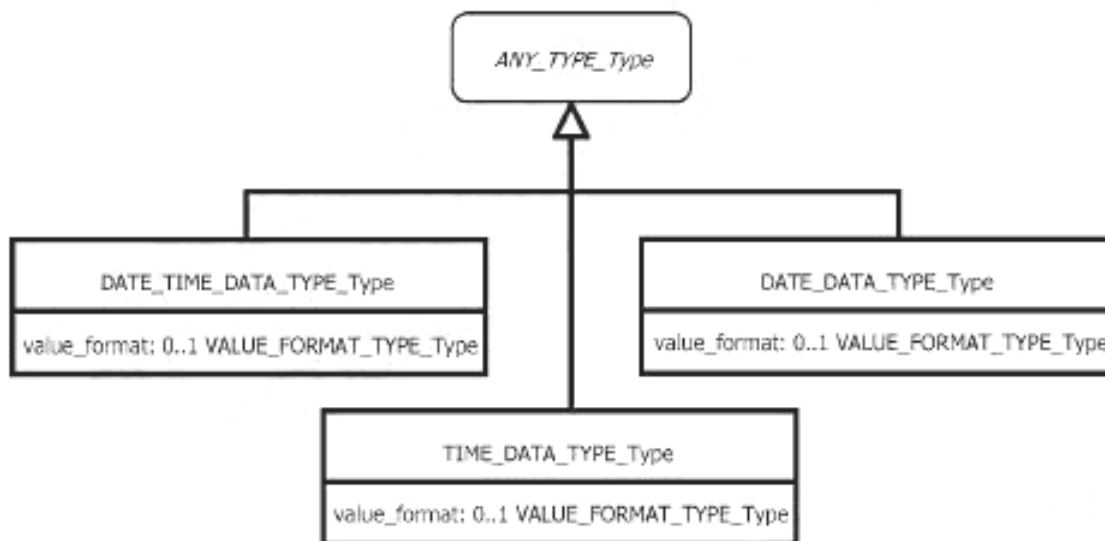 ANY_TYPE_Type
DATE_TIME_DATA_TYPE_Type
value_format: 0..1 VALUE_FORMAT_TYPE_Type
DATE_DATA_TYPE_Type
value_format: 0..1 VALUE_FORMAT_TYPE_Type
TIME_DATA_TYPE_Type
value_format: 0..1 VALUE_FORMAT_TYPE_Type